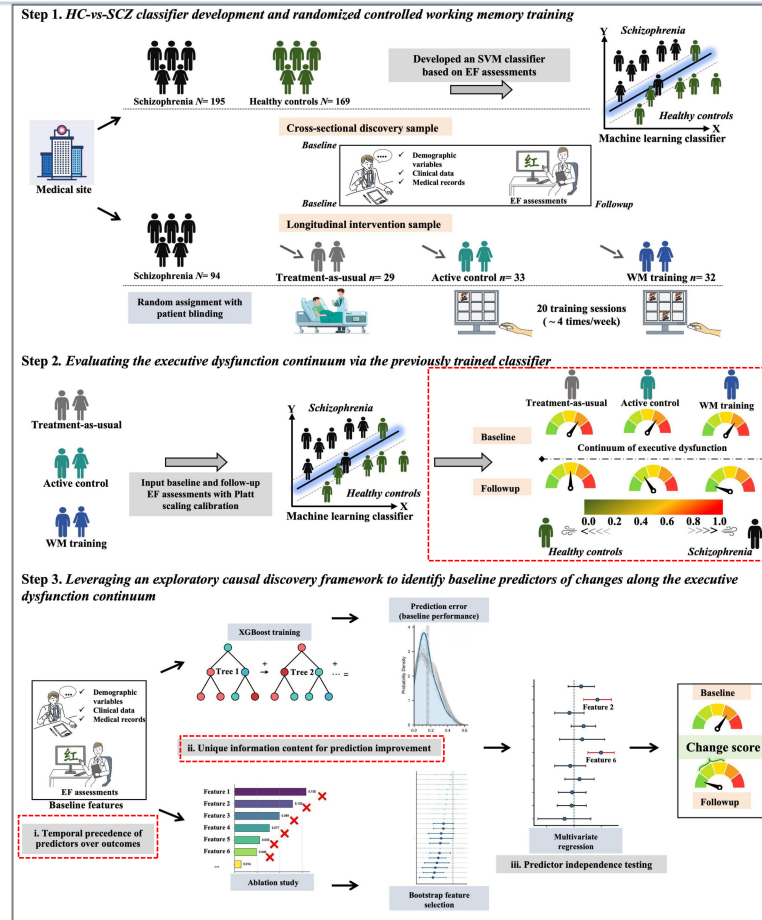 Step 1. HC-vs-SCZ classifier development and randomized controlled working memory training
Schizophrenia N= 195
Healthy controls N= 169
Developed an SVM classifier
based on EF assessments
Y
Schizophrenia
Healthy controls
X
Machine learning classifier
Medical site
Cross-sectional discovery sample
Baseline
✓ Demographic
variables
✓ Clinical data
✓ Medical records
红
EF assessments
Baseline
Followup
Longitudinal intervention sample
Schizophrenia N= 94
Treatment-as-usual n= 29
Active control n= 33
WM training n= 32
Random assignment with
patient blinding
20 training sessions
(~ 4 times/week)
Step 2. Evaluating the executive dysfunction continuum via the previously trained classifier
Treatment-as-usual
Active control
WM training
Input baseline and follow-up
EF assessments with Platt
scaling calibration
Y
Schizophrenia
Healthy controls
X
Machine learning classifier
Treatment-as-usual
Active control
WM training
Baseline
Continuum of executive dysfunction
Followup
0.0 0.2 0.4 0.6 0.8 1.0
<<<<<
>>>>>
Healthy controls
Schizophrenia
Step 3. Leveraging an exploratory causal discovery framework to identify baseline predictors of changes along the executive
dysfunction continuum
✓ Demographic
variables
✓ Clinical data
✓ Medical records
红
EF assessments
Baseline features
i. Temporal precedence of
predictors over outcomes
XGBoost training
Tree 1
+
Tree 2
+
... =
Prediction error
(baseline performance)
Probability Density
ii. Unique information content for prediction improvement
Feature 1
Feature 2
Feature 3
Feature 4
Feature 5
Feature 6
...
Ablation study
Bootstrap feature
selection
Feature 2
Feature 6
Multivariate
regression
iii. Predictor independence testing
Baseline
Change score
Followup